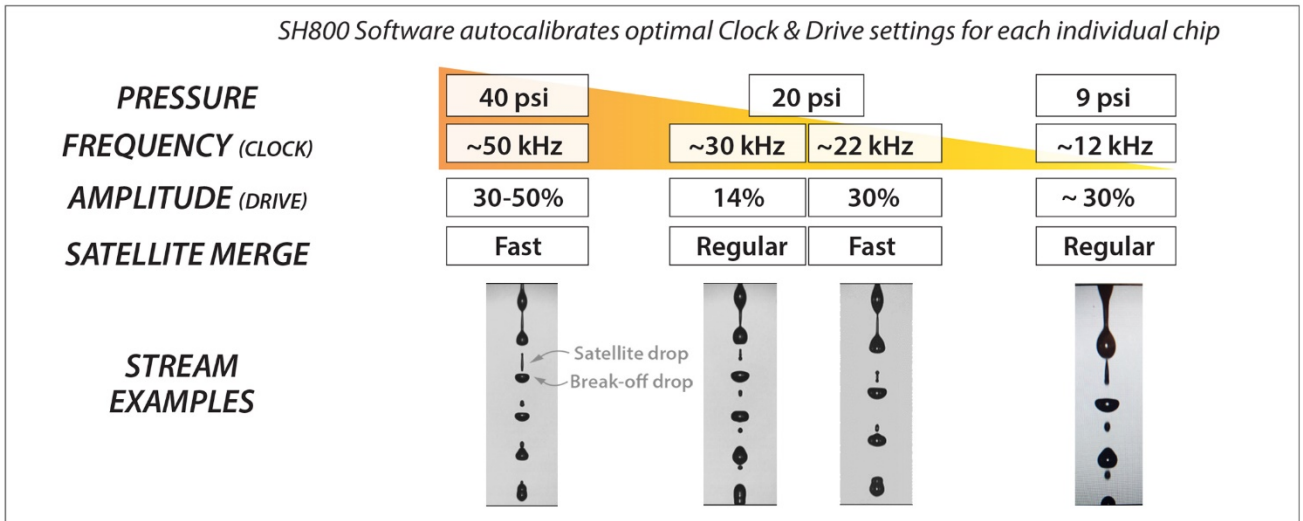 SH800 Software autocalibrates optimal Clock & Drive settings for each individual chip
PRESSURE 40 psi 20 psi 9 psi
FREQUENCY (CLOCK) ~50 kHz ~30 kHz ~22 kHz ~12 kHz
AMPLITUDE (DRIVE) 30-50% 14% 30% ~ 30%
SATELLITE MERGE Fast Regular Fast Regular
STREAM
EXAMPLES
Satellite drop
Break-off drop